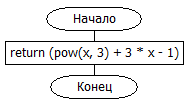 Начало
return (pow(x, 3) + 3 * x - 1)
Конец